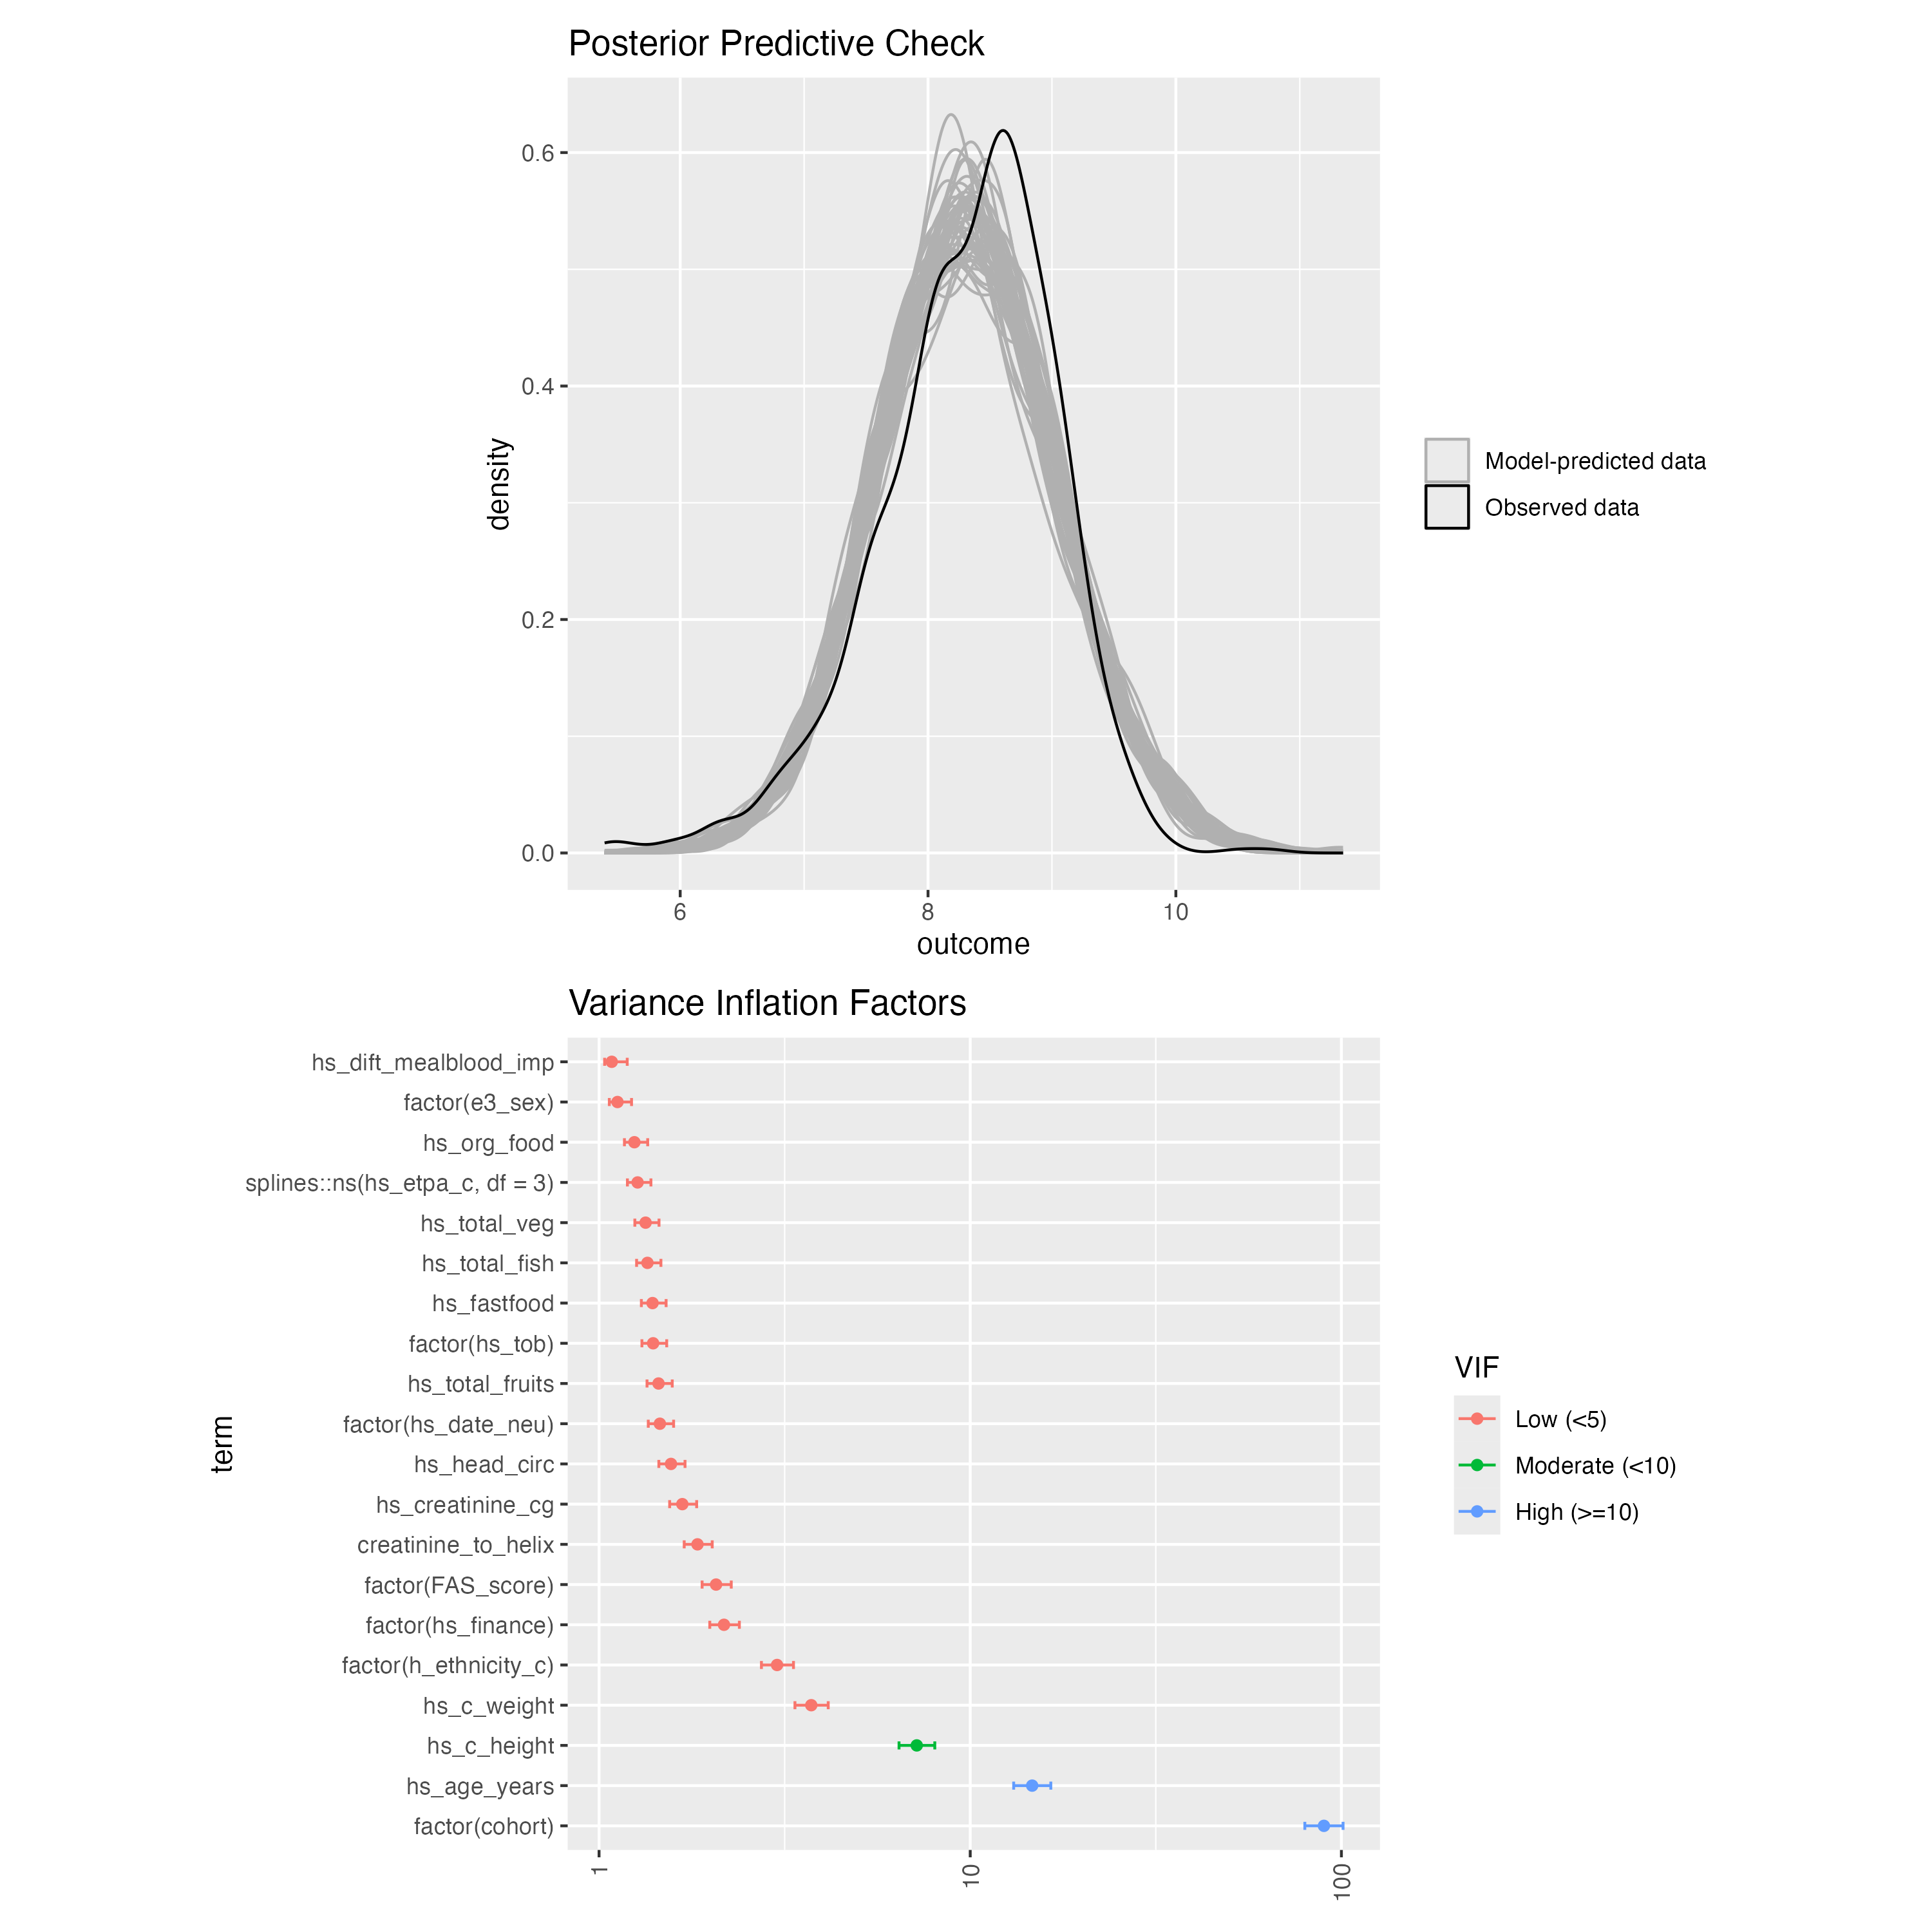 Posterior Predictive Check
0.6
0.4
0.2
0.0
density
6
8
10
outcome
Model-predicted data
Observed data
Variance Inflation Factors
hs_dift_mealblood_imp
factor(e3_sex)
hs_org_food
splines::ns(hs_etpa_c, df = 3)
hs_total_veg
hs_total_fish
hs_fastfood
factor(hs_tob)
hs_total_fruits
factor(hs_date_neu)
hs_head_circ
hs_creatinine_cg
creatinine_to_helix
factor(FAS_score)
factor(hs_finance)
factor(h_ethnicity_c)
hs_c_weight
hs_c_height
hs_age_years
factor(cohort)
term
1
10
100
VIF
Low (<5)
Moderate (<10)
High (>=10)